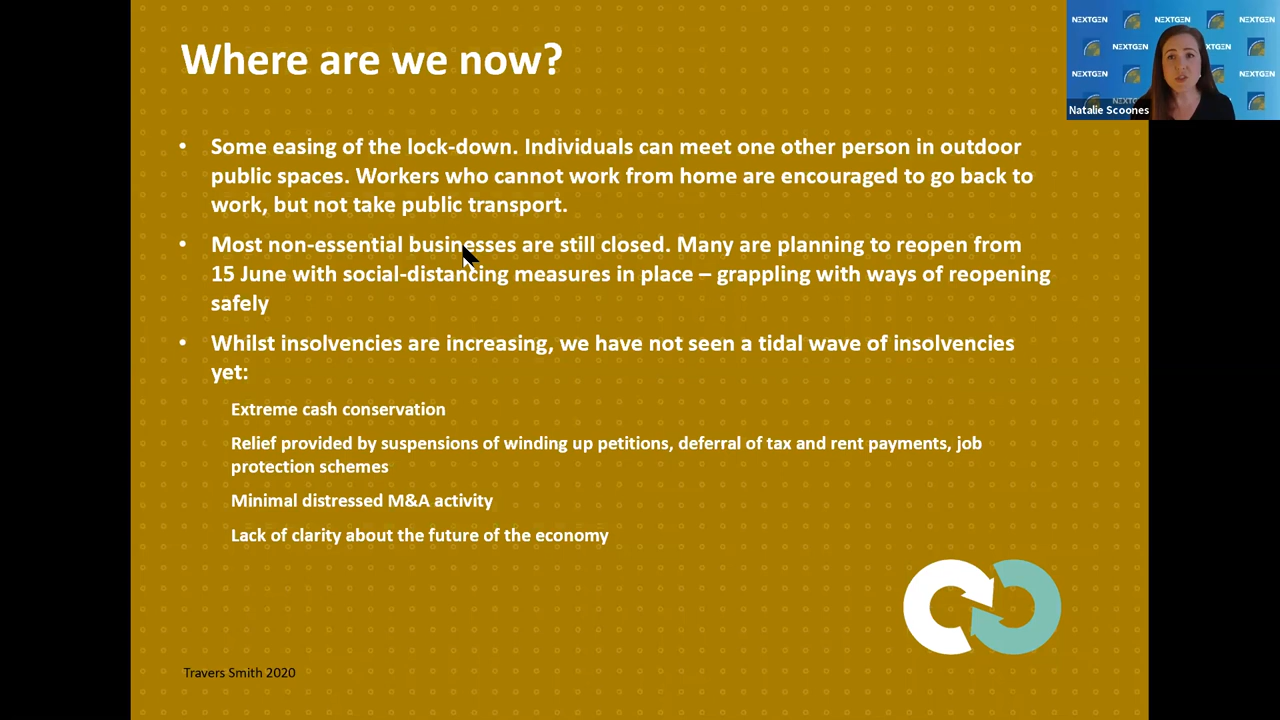 Where are we now?
• Some easing of the lock-down. Individuals can meet one other person in outdoor
public spaces. Workers who cannot work from home are encouraged to go back to
work, but not take public transport.
• Most non-essential businesses are still closed. Many are planning to reopen from
15 June with social-distancing measures in place – grappling with ways of reopening
safely
• Whilst insolvencies are increasing, we have not seen a tidal wave of insolvencies
yet:
Extreme cash conservation
Relief provided by suspensions of winding up petitions, deferral of tax and rent payments, job
protection schemes
Minimal distressed M&A activity
Lack of clarity about the future of the economy
Travers Smith 2020
NEXTGEN NEXTGEN NEXTGEN
NEXTGEN
NEXTGEN NEXTGEN
Natalie Scoones